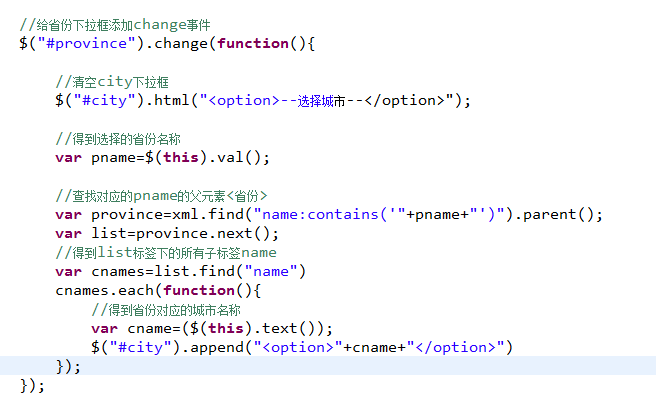 //给省份下拉框添加change事件
$("#province").change(function(){
//清空city下拉框
$("#city").html("<option>--选择城市--</option>");
//得到选择的省份名称
var pname=$(this).val();
//查找对应的pname的父元素<省份>
var province=xml.find("name:contains('"+pname+"')").parent();
var list=province.next();
//得到list标签下的所有子标签name
var cnames=list.find("name")
cnames.each(function(){
//得到省份对应的城市名称
var cname=($(this).text());
$("#city").append("<option>"+cname+"</option>")
});
});